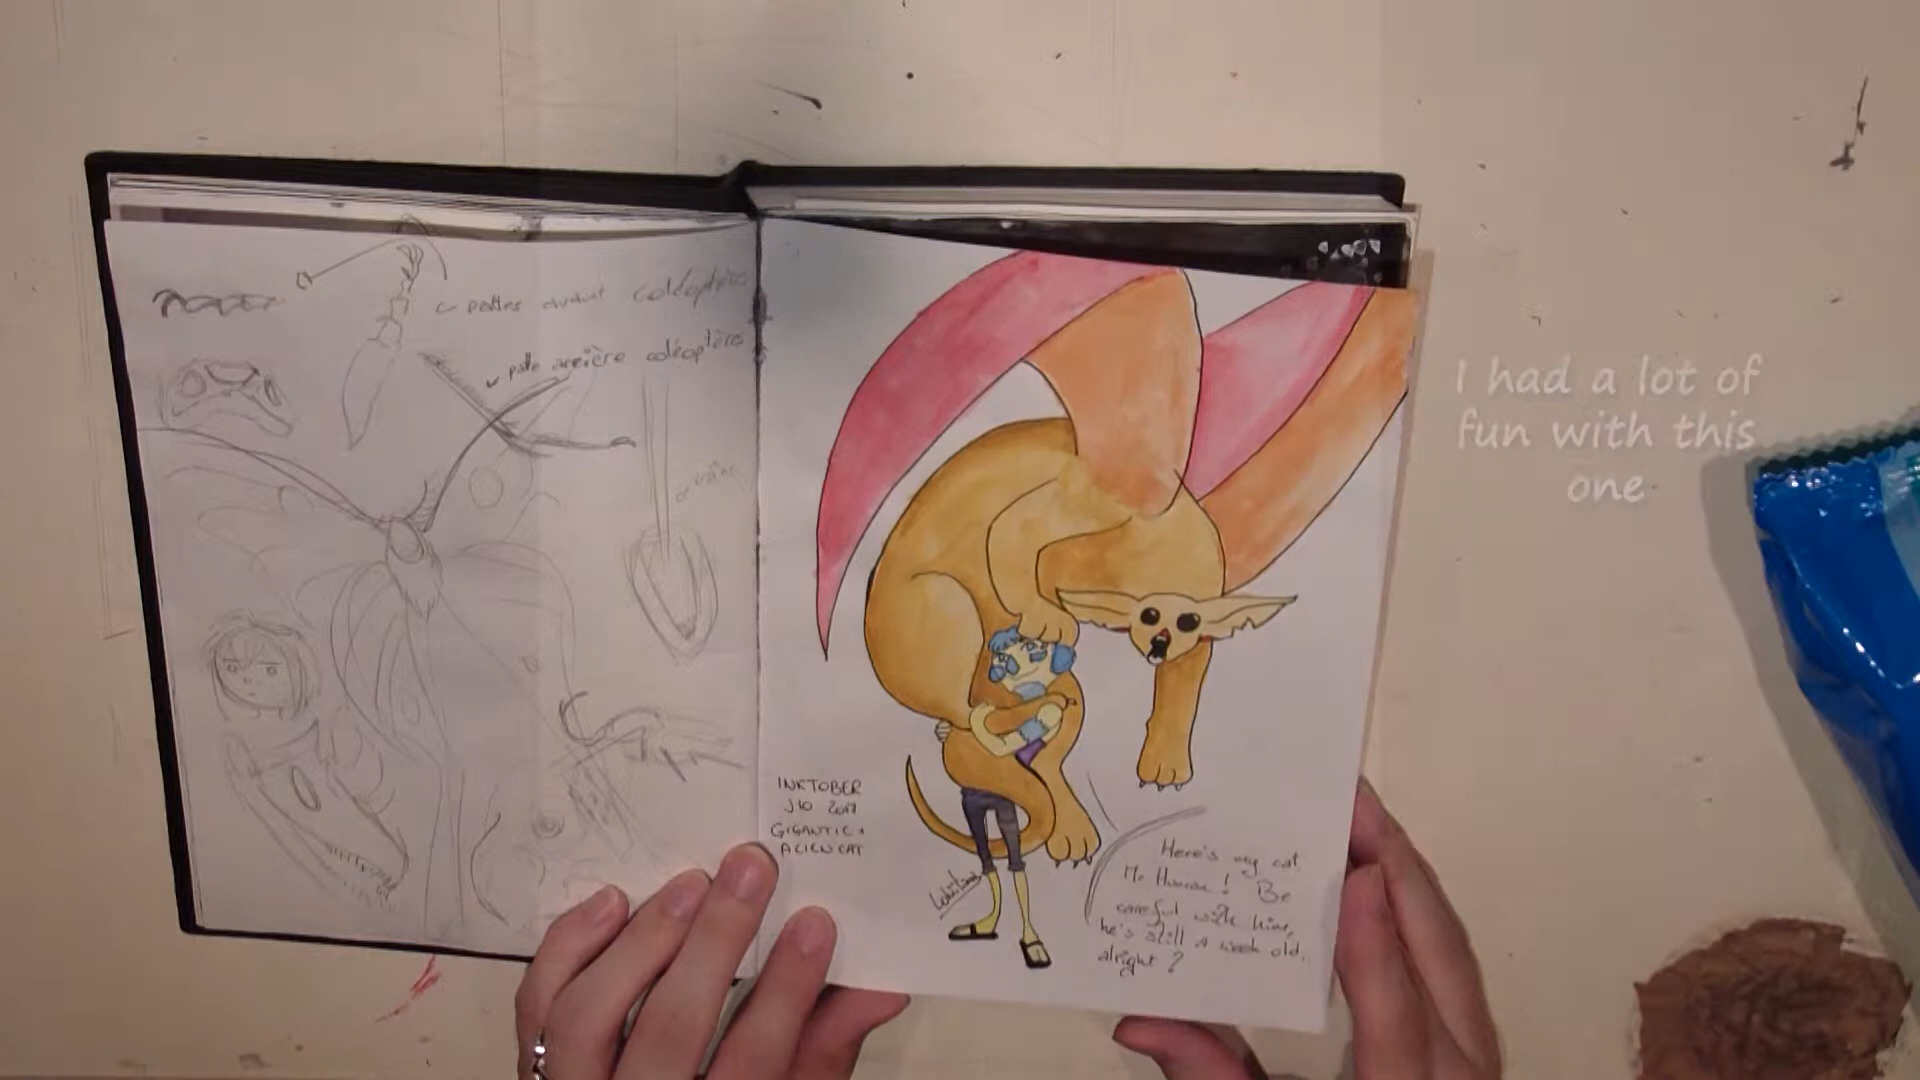 pattes avant coléoptères
patte arrière coléoptère
INKTOBER
J10 2017
GIGANTIC +
ALIEN CAT
Here's my cat
Mr Human! Be
careful with him,
he's still a week old,
alright?
I had a lot of
fun with this
one